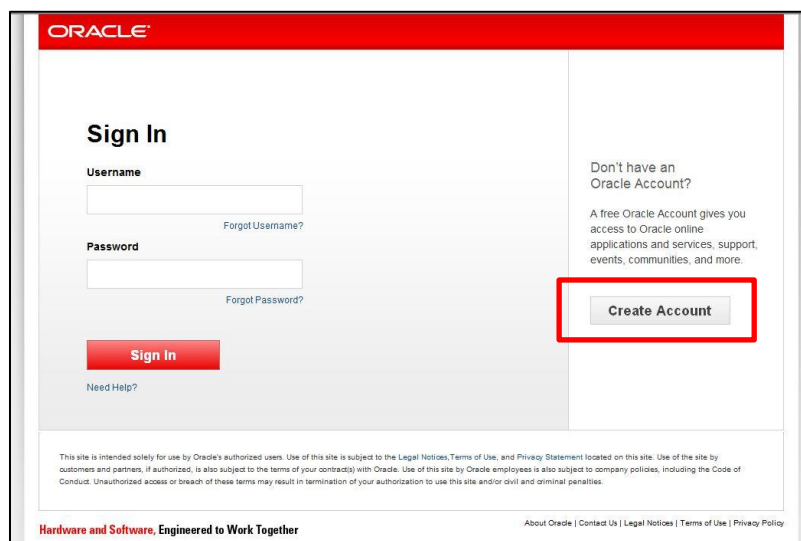 ORACLE
Sign In
Username
Forgot Username?
Password
Forgot Password?
Sign In
Need Help?
Don't have an
Oracle Account?
A free Oracle Account gives you
access to Oracle online
applications and services, support,
events, communities, and more.
Create Account
This site is intended solely for use by Oracle's authorized users. Use of this site is subject to the Legal Notices,Terms of Use, and Privacy Statement located on this site. Use of the site by
customers and partners, if authorized, is also subject to the terms of your contract(s) with Oracle. Use of this site by Oracle employees is also subject to company policies, including the Code of
Conduct. Unauthorized access or breach of these terms may result in termination of your authorization to use this site and/or civil and criminal penalties.
Hardware and Software, Engineered to Work Together
About Oracle | Contact Us | Legal Notices | Terms of Use | Privacy Policy